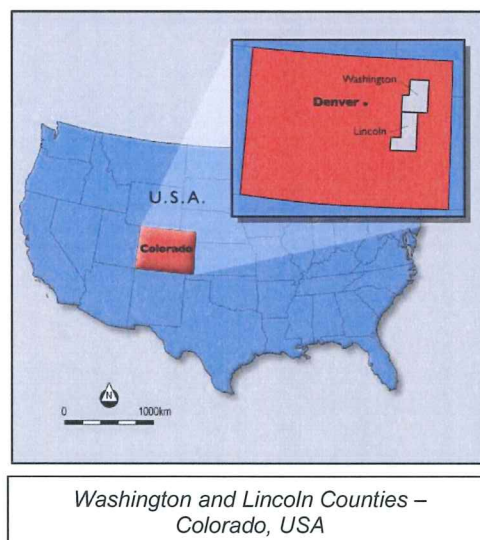 Washington
Denver
Lincoln
U.S.A.
Colorado
N
0 1000km
Washington and Lincoln Counties –
Colorado, USA